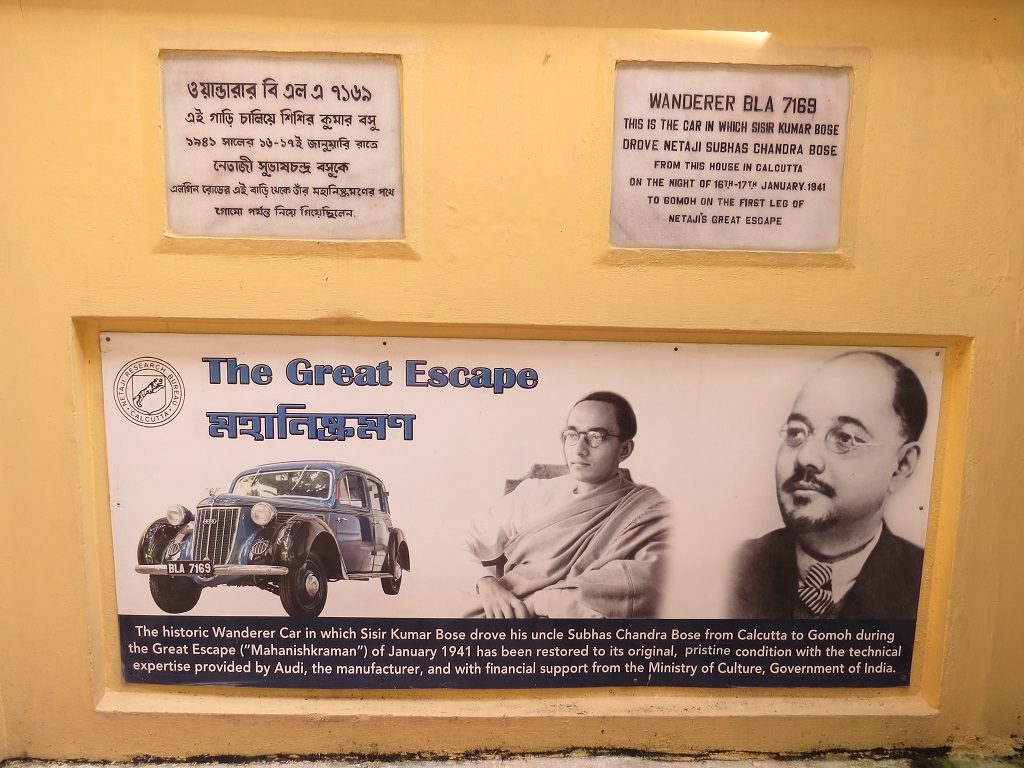 ওয়ান্ডারার বি এল এ ৭১৬৯
এই গাড়ি চালিয়ে শিশির কুমার বসু
১৯৪১ সালের ১৬-১৭ই জানুয়ারি রাতে
নেতাজী সুভাষচন্দ্র বসুকে
এলগিন রোডের এই বাড়ি থেকে তাঁর মহানিষ্ক্রমণের পথে
গোমো পর্যন্ত নিয়ে গিয়েছিলেন.
WANDERER BLA 7169
THIS IS THE CAR IN WHICH SISIR KUMAR BOSE
DROVE NETAJI SUBHAS CHANDRA BOSE
FROM THIS HOUSE IN CALCUTTA
ON THE NIGHT OF 16TH-17TH JANUARY.1941
TO GOMOH ON THE FIRST LEG OF
NETAJI'S GREAT ESCAPE
NETAJI RESEARCH BUREAU
CALCUTTA
The Great Escape
মহানিষ্ক্রমণ
BLA 7169
The historic Wanderer Car in which Sisir Kumar Bose drove his uncle Subhas Chandra Bose from Calcutta to Gomoh during
the Great Escape ("Mahanishkraman") of January 1941 has been restored to its original, pristine condition with the technical
expertise provided by Audi, the manufacturer, and with financial support from the Ministry of Culture, Government of India.